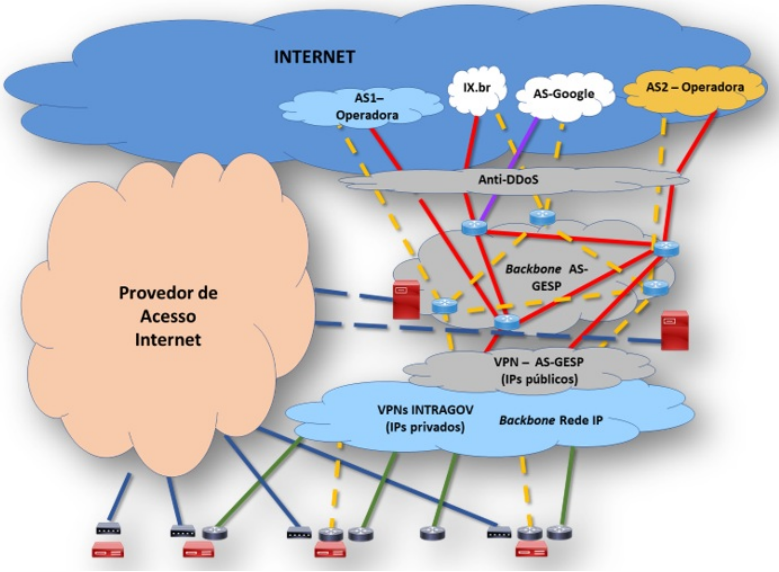 INTERNET
AS1–
Operadora
IX.br
AS-Google
AS2 – Operadora
Anti-DDoS
Backbone AS-
GESP
Provedor de
Acesso
Internet
VPN – AS-GESP
(IPs públicos)
VPNs INTRAGOV
(IPs privados)
Backbone Rede IP